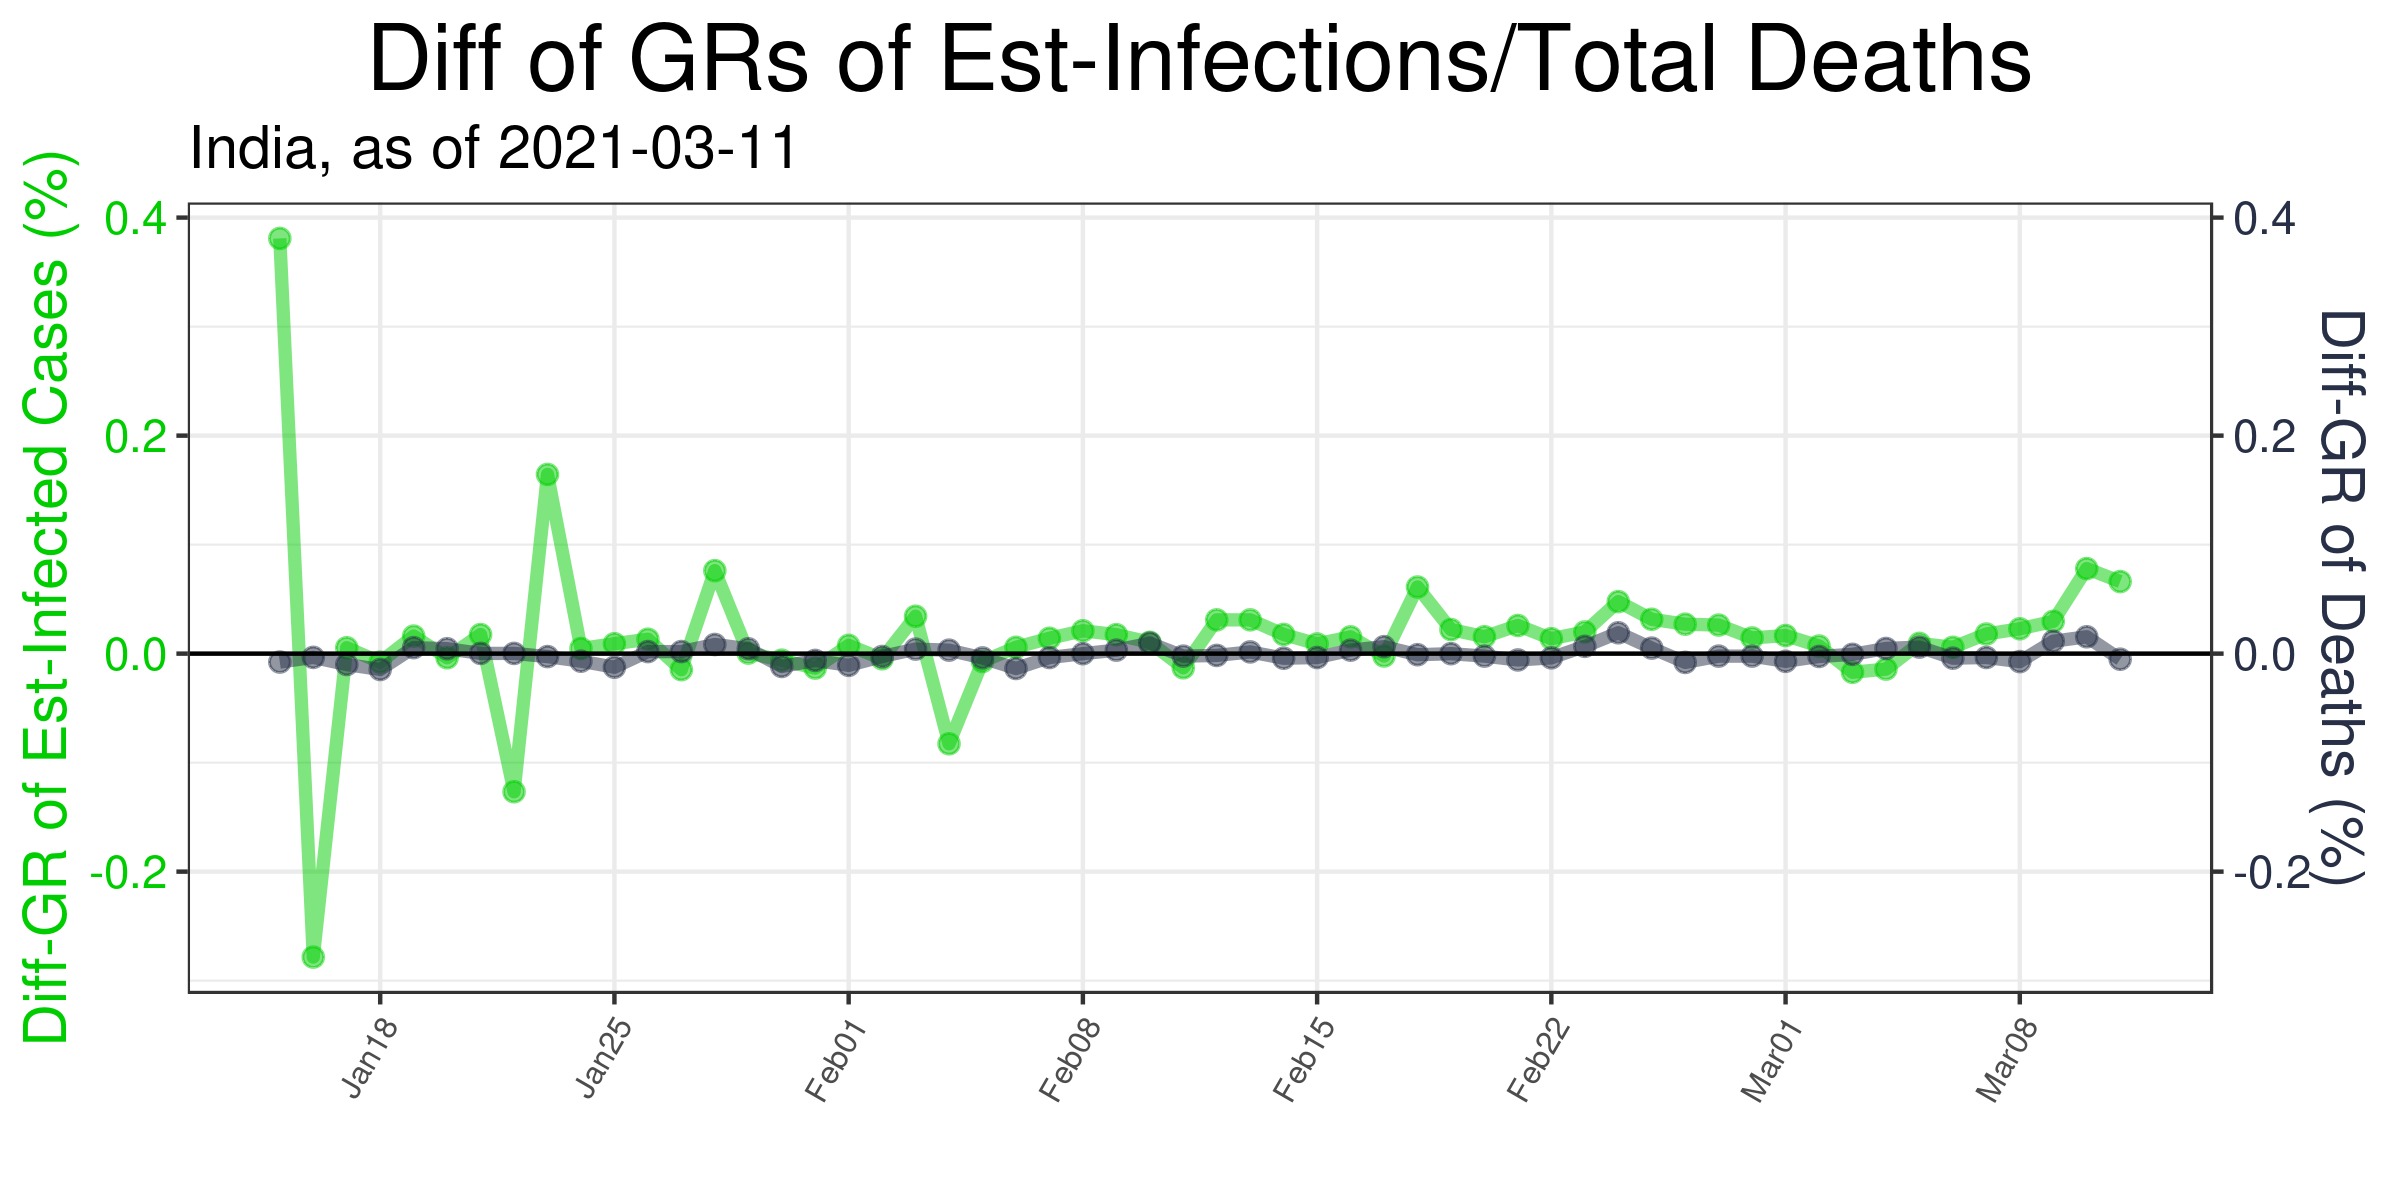 Diff of GRs of Est-Infections/Total Deaths
India, as of 2021-03-11
Diff-GR of Est-Infected Cases (%)
0.4
0.2
0.0
-0.2
0.4
0.2
0.0
-0.2
Diff-GR of Deaths (%)
Jan18
Jan25
Feb01
Feb08
Feb15
Feb22
Mar01
Mar08